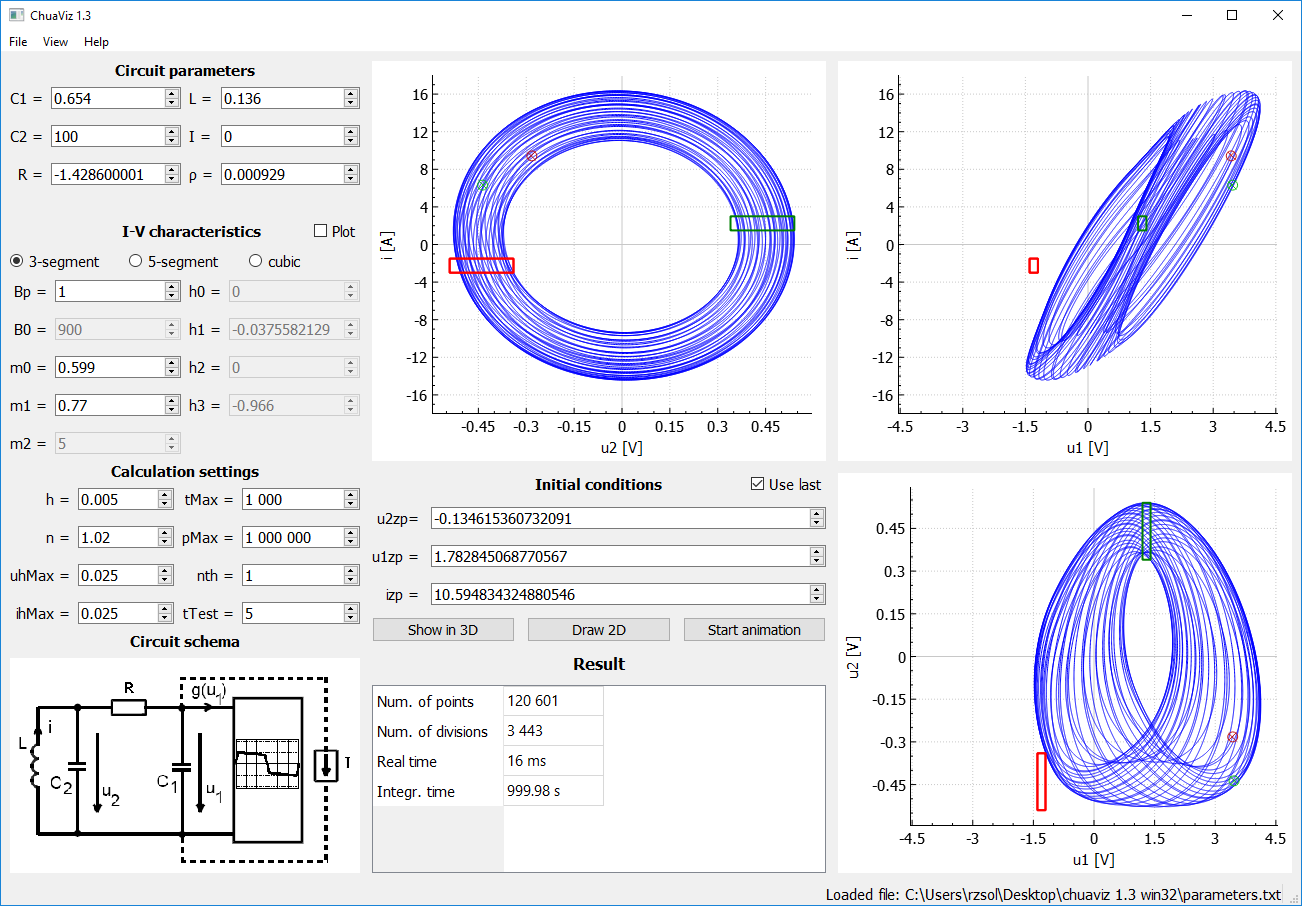 ChuaViz 1.3
File View Help
Circuit parameters
C1 = 0.654 L = 0.136
C2 = 100 I = 0
R = -1.428600001 ρ = 0.000929
I-V characteristics Plot
3-segment 5-segment cubic
Bp = 1 h0 = 0
B0 = 900 h1 = -0.0375582129
m0 = 0.599 h2 = 0
m1 = 0.77 h3 = -0.966
m2 = 5
Calculation settings
h = 0.005 tMax = 1 000
n = 1.02 pMax = 1 000 000
uhMax = 0.025 nth = 1
ihMax = 0.025 tTest = 5
Circuit schema
R g(u1)
L i C2 u2 C1 u1 I
16
12
8
4
0
-4
-8
-12
-16
i [A]
-0.45 -0.3 -0.15 0 0.15 0.3 0.45
u2 [V]
16
12
8
4
0
-4
-8
-12
-16
i [A]
-4.5 -3 -1.5 0 1.5 3 4.5
u1 [V]
Initial conditions Use last
u2zp= -0.134615360732091
u1zp = 1.782845068770567
izp = 10.594834324880546
Show in 3D Draw 2D Start animation
Result
Num. of points 120 601
Num. of divisions 3 443
Real time 16 ms
Integr. time 999.98 s
0.45
0.3
0.15
0
-0.15
-0.3
-0.45
u2 [V]
-4.5 -3 -1.5 0 1.5 3 4.5
u1 [V]
Loaded file: C:\Users\rzsol\Desktop\chuaviz 1.3 win32\parameters.txt